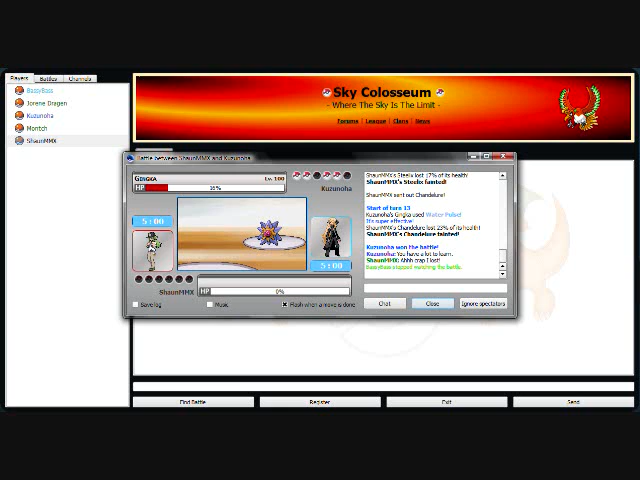 Players Battles Channels
BassyBass
Jorene Dragen
Kuzunoha
Montch
ShaunMMX
Sky Colosseum
- Where The Sky Is The Limit -
Forums | League | Clans | News
Battle between ShaunMMX and Kuzunoha
GINGKA Lv. 100
HP 16%
Kuzunoha
5:00
5:00
ShaunMMX
HP 0%
Save log Music Flash when a move is done
ShaunMMX's Steelix lost 17% of its health!
ShaunMMX's Steelix fainted!
ShaunMMX sent out Chandelure!
Start of turn 13
Kuzunoha's Gingka used Water Pulse!
It's super effective!
ShaunMMX's Chandelure lost 23% of its health!
ShaunMMX's Chandelure fainted!
Kuzunoha won the battle!
Kuzunoha: You have a lot to learn.
ShaunMMX: Ahhh crap I lost!
BassyBass stopped watching the battle.
Chat Close Ignore spectators
Find Battle Register Exit Send